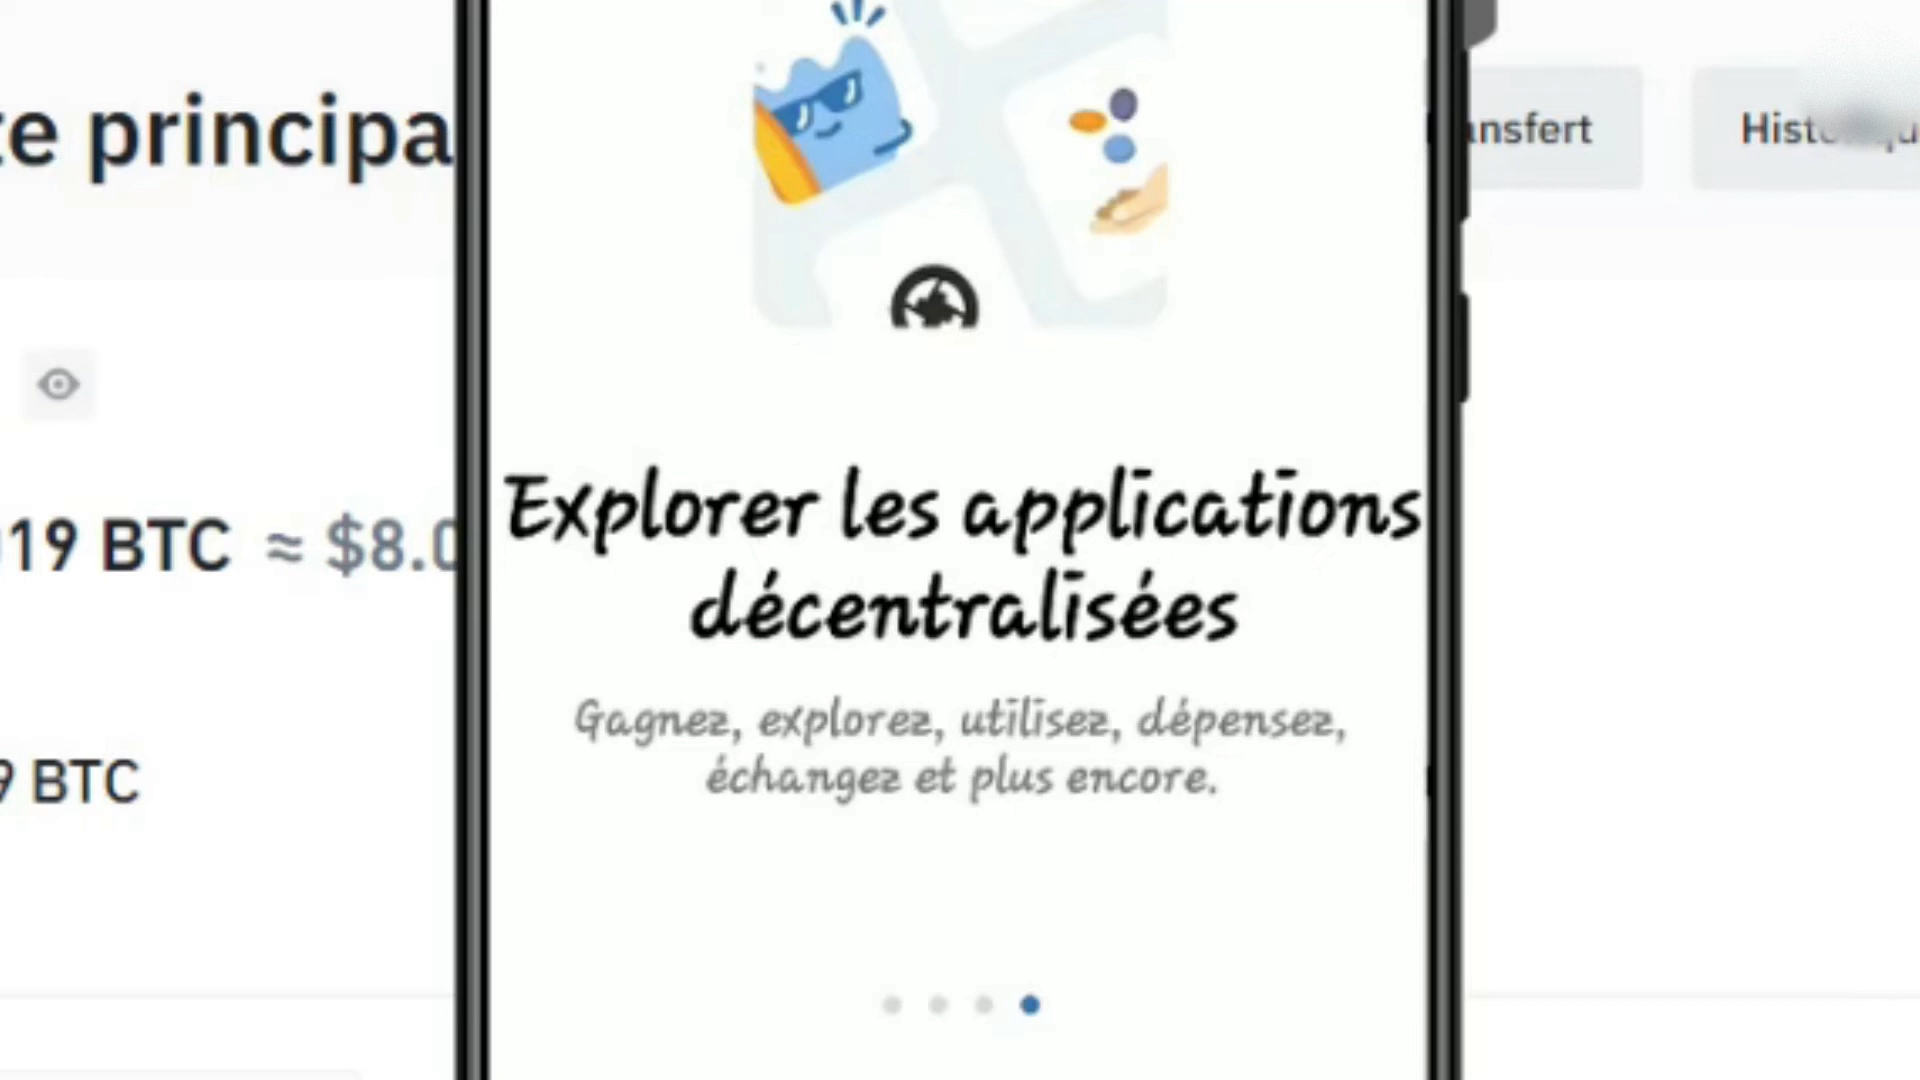 principa
ansfert
19 BTC ≈ $8.0
9 BTC
Explorer les applications
décentralisées
Gagnez, explorez, utilisez, dépensez,
échangez et plus encore.